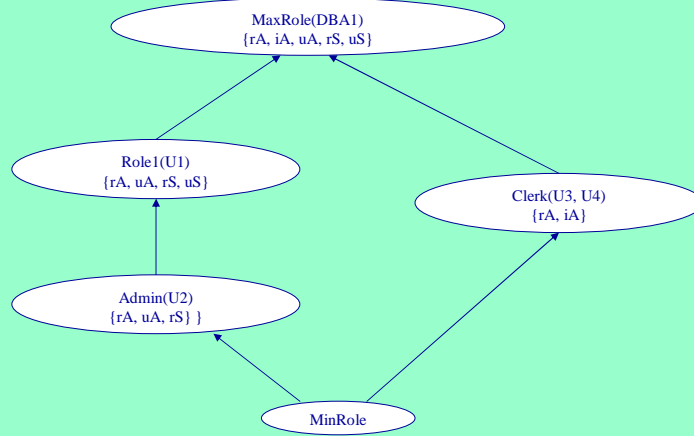 MaxRole(DBA1)
{rA, iA, uA, rS, uS}
Role1(U1)
{rA, uA, rS, uS}
Clerk(U3, U4)
{rA, iA}
Admin(U2)
{rA, uA, rS} }
MinRole